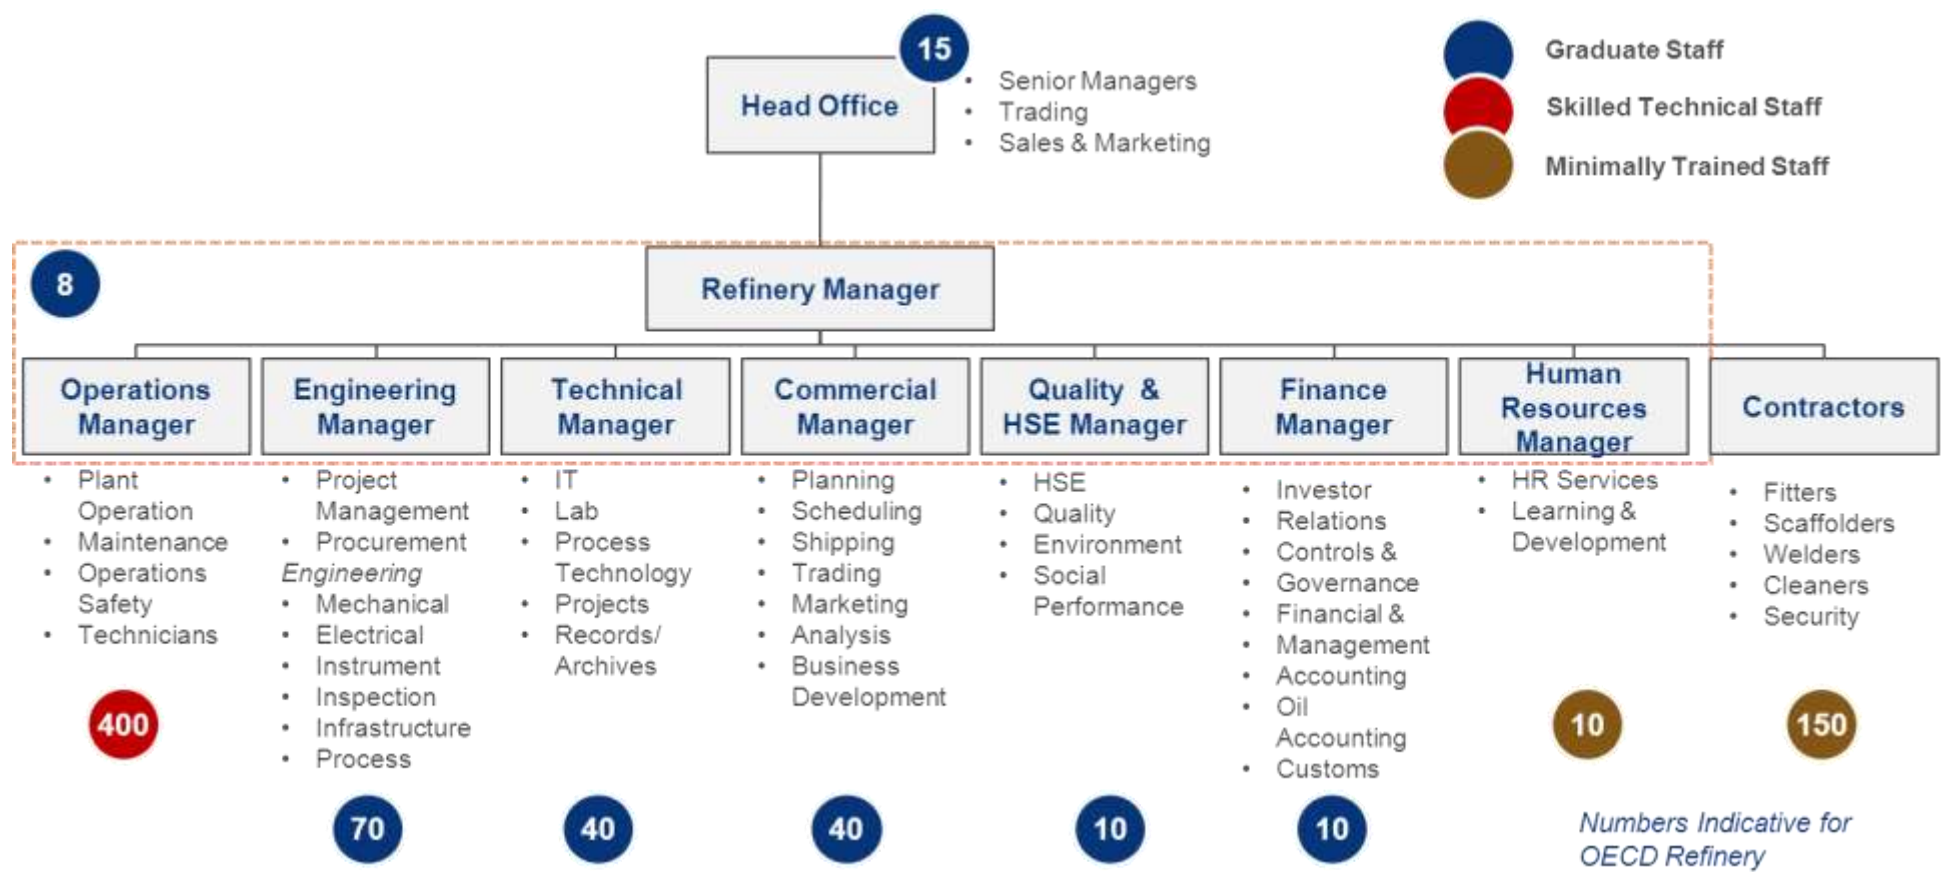 15
Head Office
• Senior Managers
• Trading
• Sales & Marketing
Graduate Staff
Skilled Technical Staff
Minimally Trained Staff
8
Refinery Manager
Operations
Manager
• Plant
Operation
• Maintenance
• Operations
Safety
• Technicians
400
Engineering
Manager
• Project
Management
• Procurement
Engineering
• Mechanical
• Electrical
• Instrument
• Inspection
• Infrastructure
• Process
70
Technical
Manager
• IT
• Lab
• Process
Technology
• Projects
• Records/
Archives
40
Commercial
Manager
• Planning
• Scheduling
• Shipping
• Trading
• Marketing
• Analysis
• Business
Development
40
Quality & 
HSE Manager
• HSE
• Quality
• Environment
• Social
Performance
10
Finance
Manager
• Investor
• Relations
• Controls &
• Governance
• Financial &
• Management
• Accounting
• Oil
Accounting
• Customs
10
Human
Resources
Manager
• HR Services
• Learning &
Development
10
Contractors
• Fitters
• Scaffolders
• Welders
• Cleaners
• Security
150
Numbers Indicative for
OECD Refinery